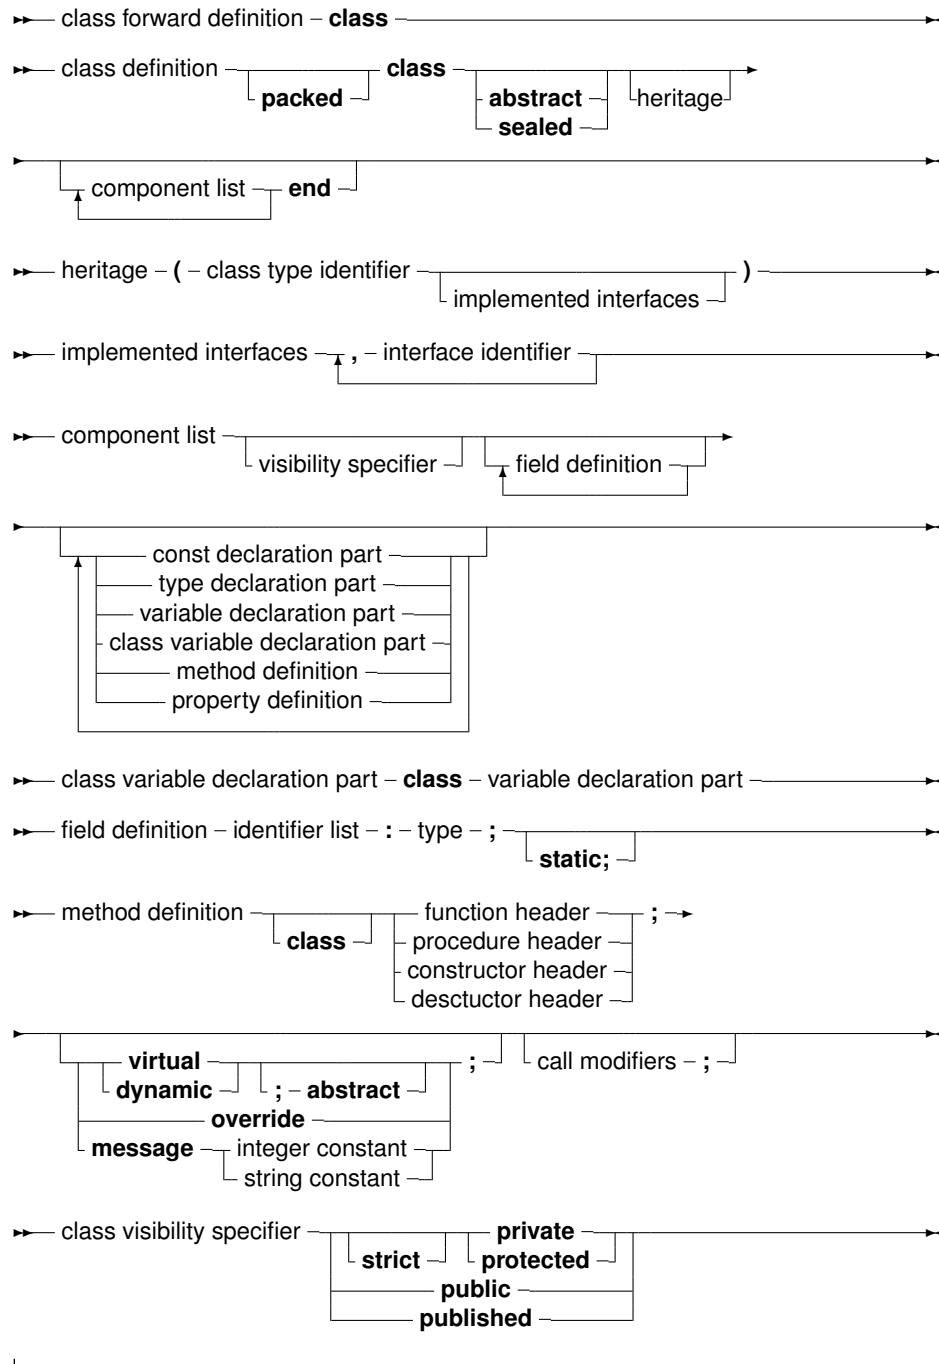 class forward definition – class
class definition packed class abstract sealed heritage
component list end
heritage – ( – class type identifier implemented interfaces )
implemented interfaces , – interface identifier
component list visibility specifier field definition
const declaration part
type declaration part
variable declaration part
class variable declaration part
method definition
property definition
class variable declaration part – class – variable declaration part
field definition – identifier list – : – type – ; static;
method definition class function header ;
procedure header
constructor header
desctuctor header
virtual ; call modifiers – ;
dynamic ; – abstract
override
message integer constant
string constant
class visibility specifier private
strict protected
public
published